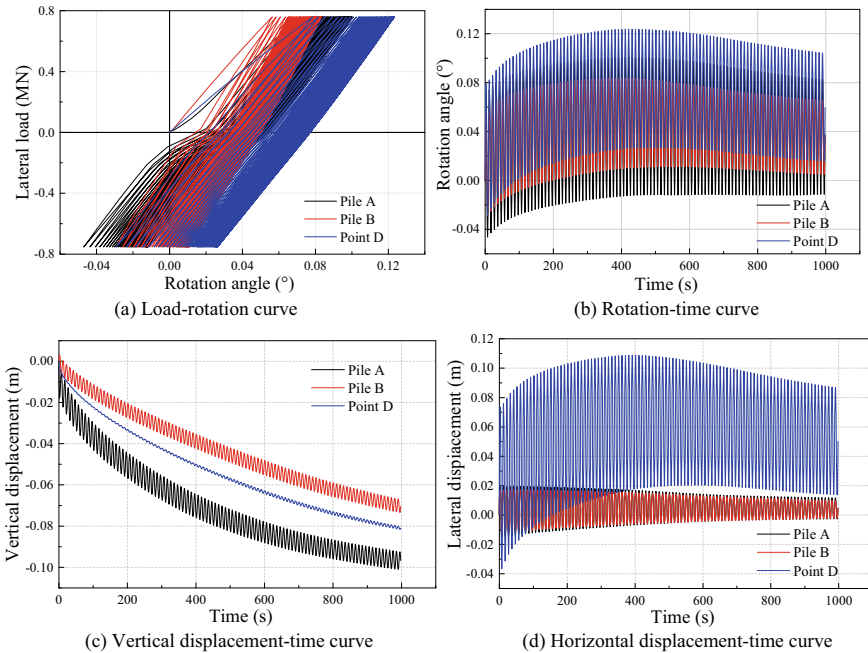 0.8
0.4
0.0
-0.4
-0.8
Lateral load (MN)
-0.04
0.00
0.04
0.08
0.12
Rotation angle (°)
Pile A
Pile B
Point D
(a) Load-rotation curve
0.12
0.08
0.04
0.00
-0.04
Rotation angle (°)
0
200
400
600
800
1000
Time (s)
Pile A
Pile B
Point D
(b) Rotation-time curve
0.00
-0.02
-0.04
-0.06
-0.08
-0.10
Vertical displacement (m)
0
200
400
600
800
1000
Time (s)
Pile A
Pile B
Point D
(c) Vertical displacement-time curve
0.12
0.10
0.08
0.06
0.04
0.02
0.00
-0.02
-0.04
Lateral dispiacement (m)
0
200
400
600
800
1000
Time (s)
Pile A
Pile B
Point D
(d) Horizontal displacement-time curve